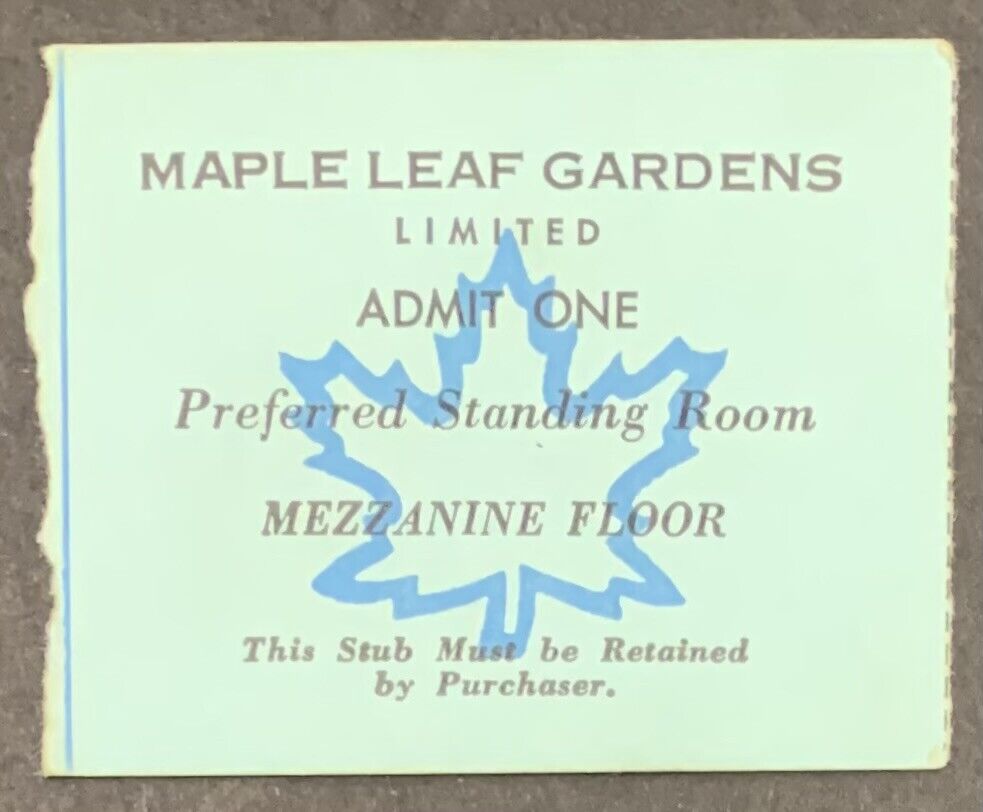 MAPLE LEAF GARDENS
LIMITED
ADMIT ONE
Preferred Standing Room
MEZZANINE FLOOR
This Stub Must be Retained
by Purchaser.